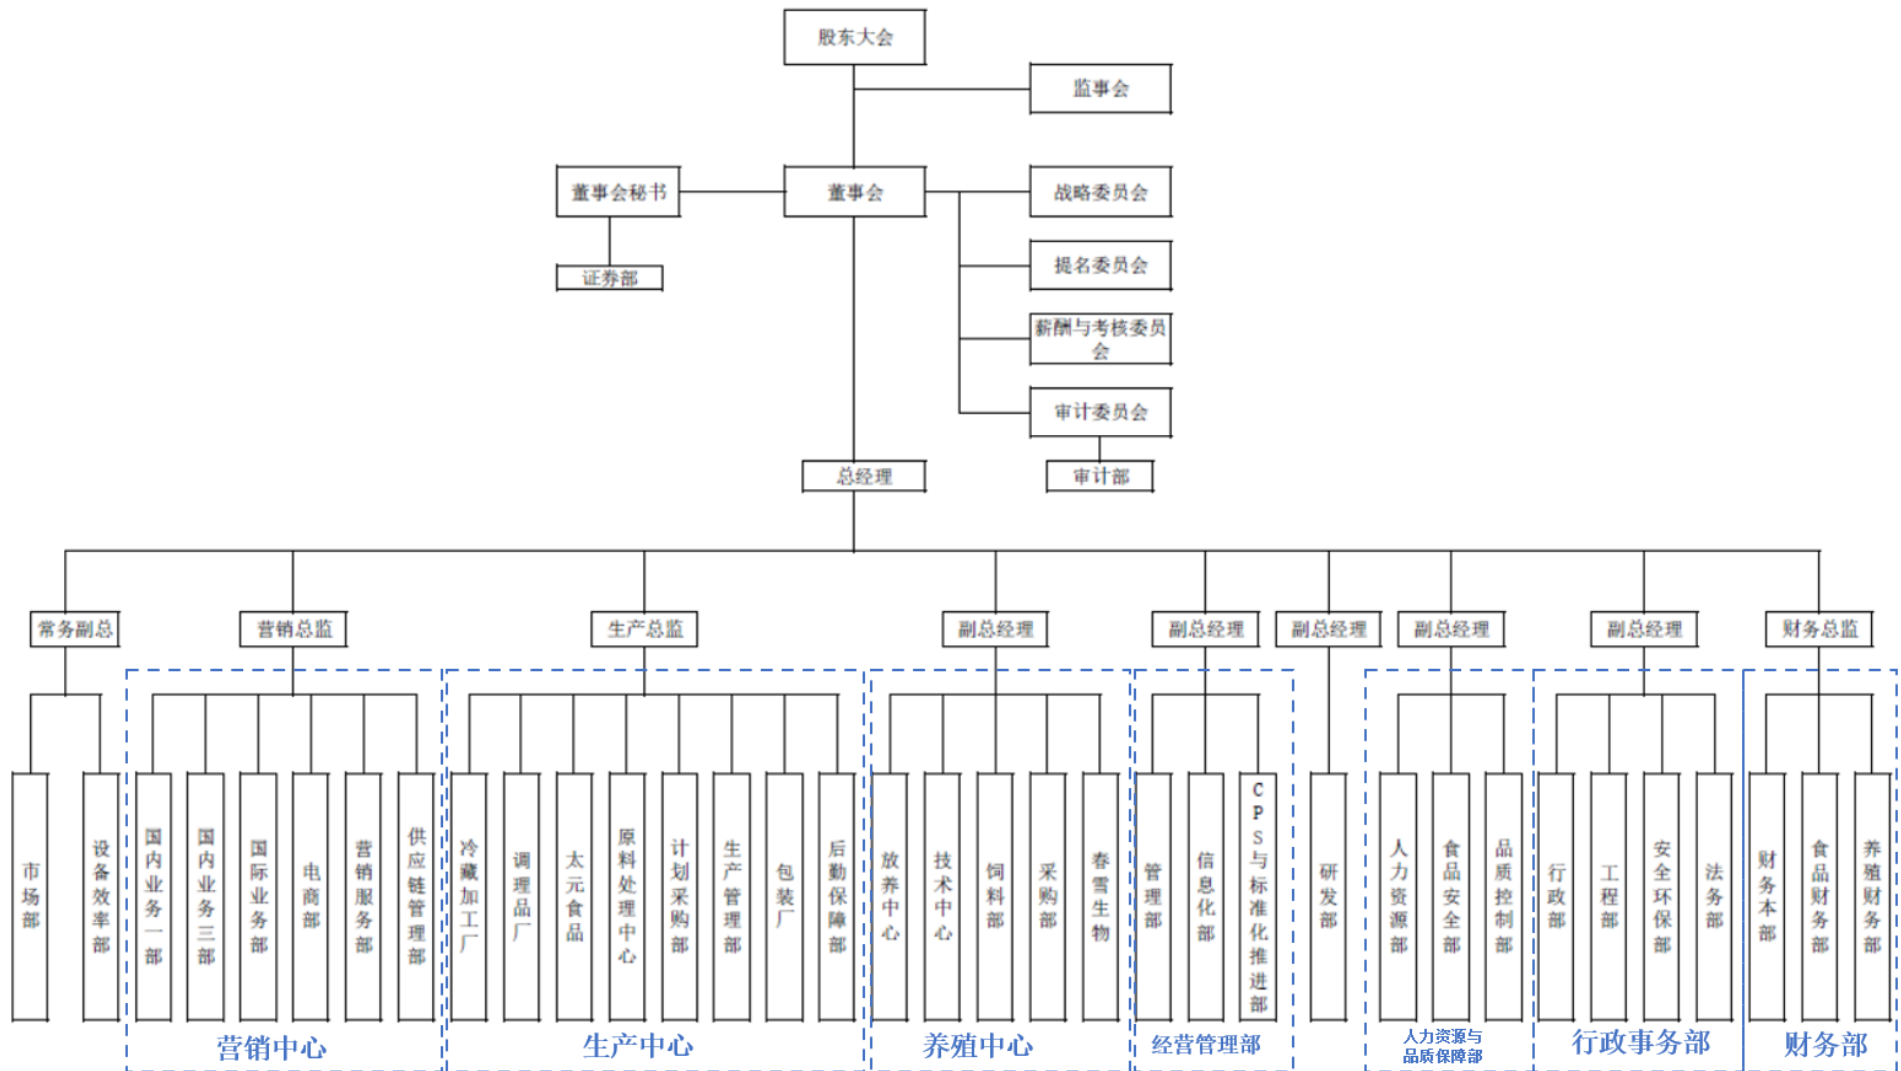 股东大会
监事会
董事会秘书
董事会
战略委员会
证券部
提名委员会
薪酬与考核委员
会
审计委员会
总经理
审计部
常务副总
营销总监
生产总监
副总经理
副总经理
副总经理
副总经理
副总经理
财务总监
市场部
设备效率部
国内业务一部
国内业务三部
国际业务部
电商部
营销服务部
供应链管理部
冷藏加工厂
调理品厂
太元食品
原料处理中心
计划采购部
生产管理部
包装厂
后勤保障部
放养中心
技术中心
饲料部
采购部
春雪生物
管理部
信息化部
CPS与标准化推进部
研发部
人力资源部
食品安全部
品质控制部
行政部
工程部
安全环保部
法务部
财务本部
食品财务部
养殖财务部
营销中心
生产中心
养殖中心
经营管理部
人力资源与
品质保障部
行政事务部
财务部